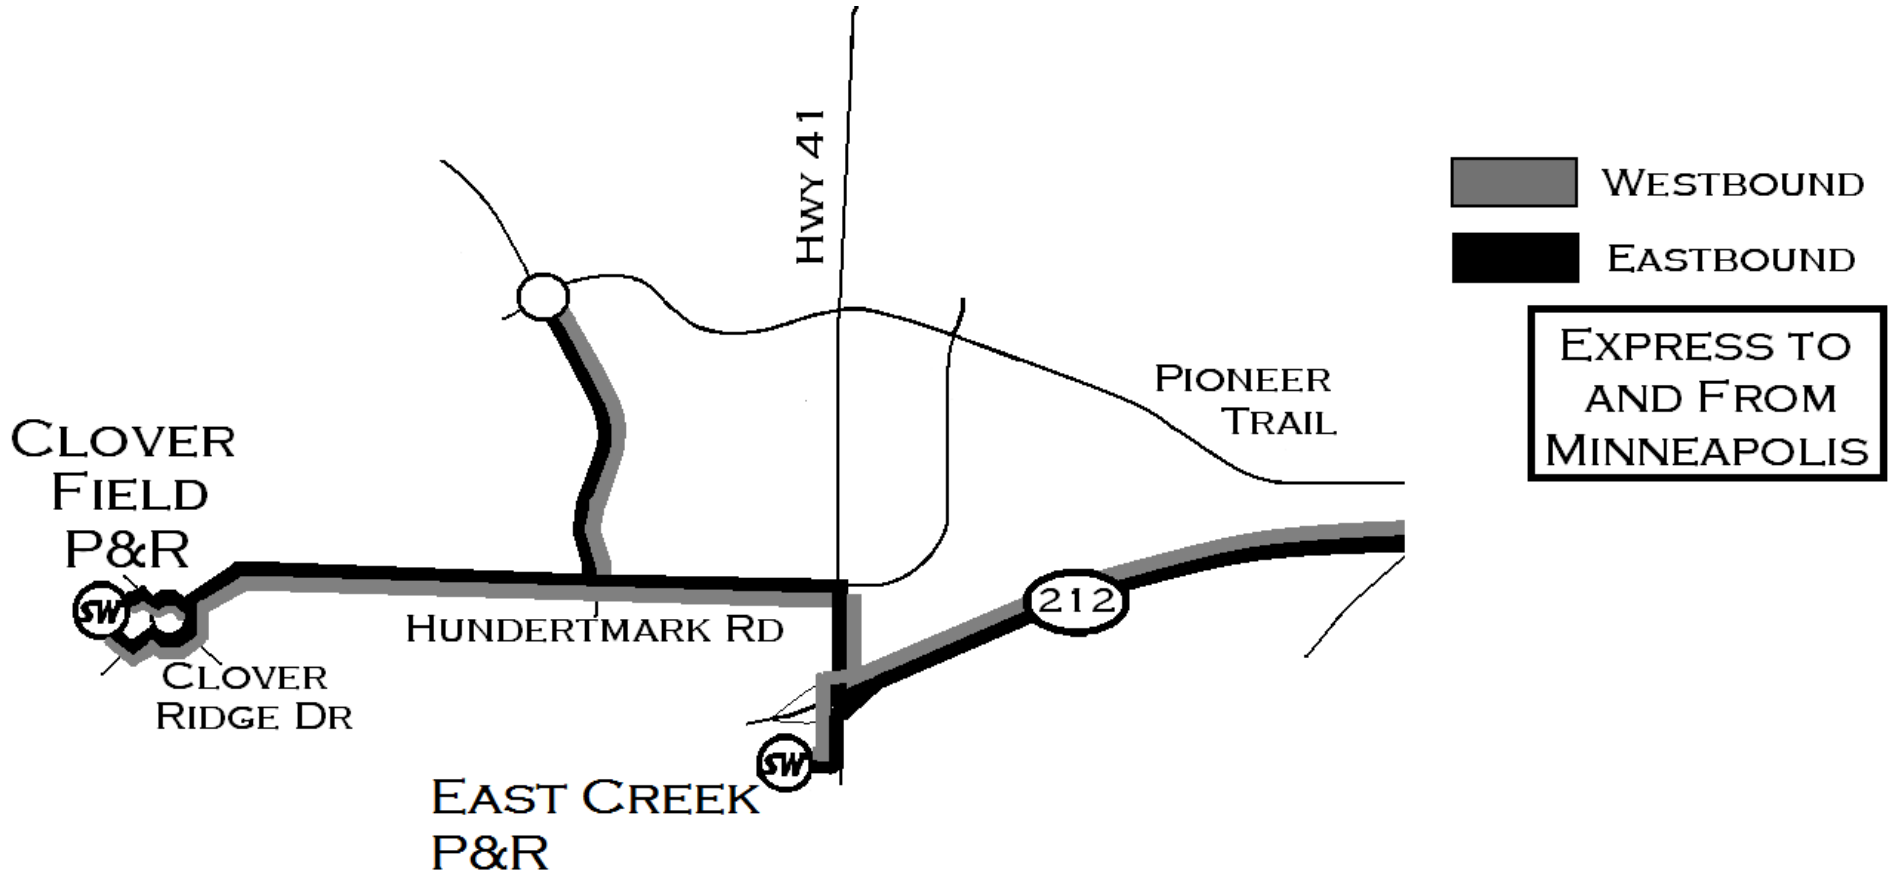 Hwy 41
Westbound
Eastbound
Express to
and From
Minneapolis
Pioneer
Trail
Clover
Field
P&R
SW
Clover
Ridge Dr
Hundertmark Rd
212
SW
East Creek
P&R